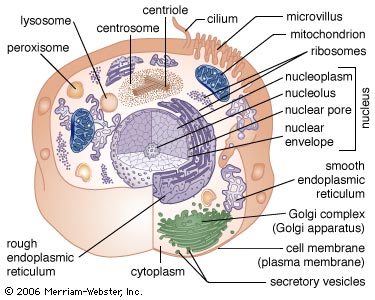 centriole
cilium
microvillus
lysosome
centrosome
mitochondrion
peroxisome
ribosomes
nucleoplasm
nucleolus
nuclear pore
nuclear
envelope
nucleus
smooth
endoplasmic
reticulum
Golgi complex
(Golgi apparatus)
rough
endoplasmic
reticulum
cytoplasm
cell membrane
(plasma membrane)
secretory vesicles
© 2006 Merriam-Webster, Inc.